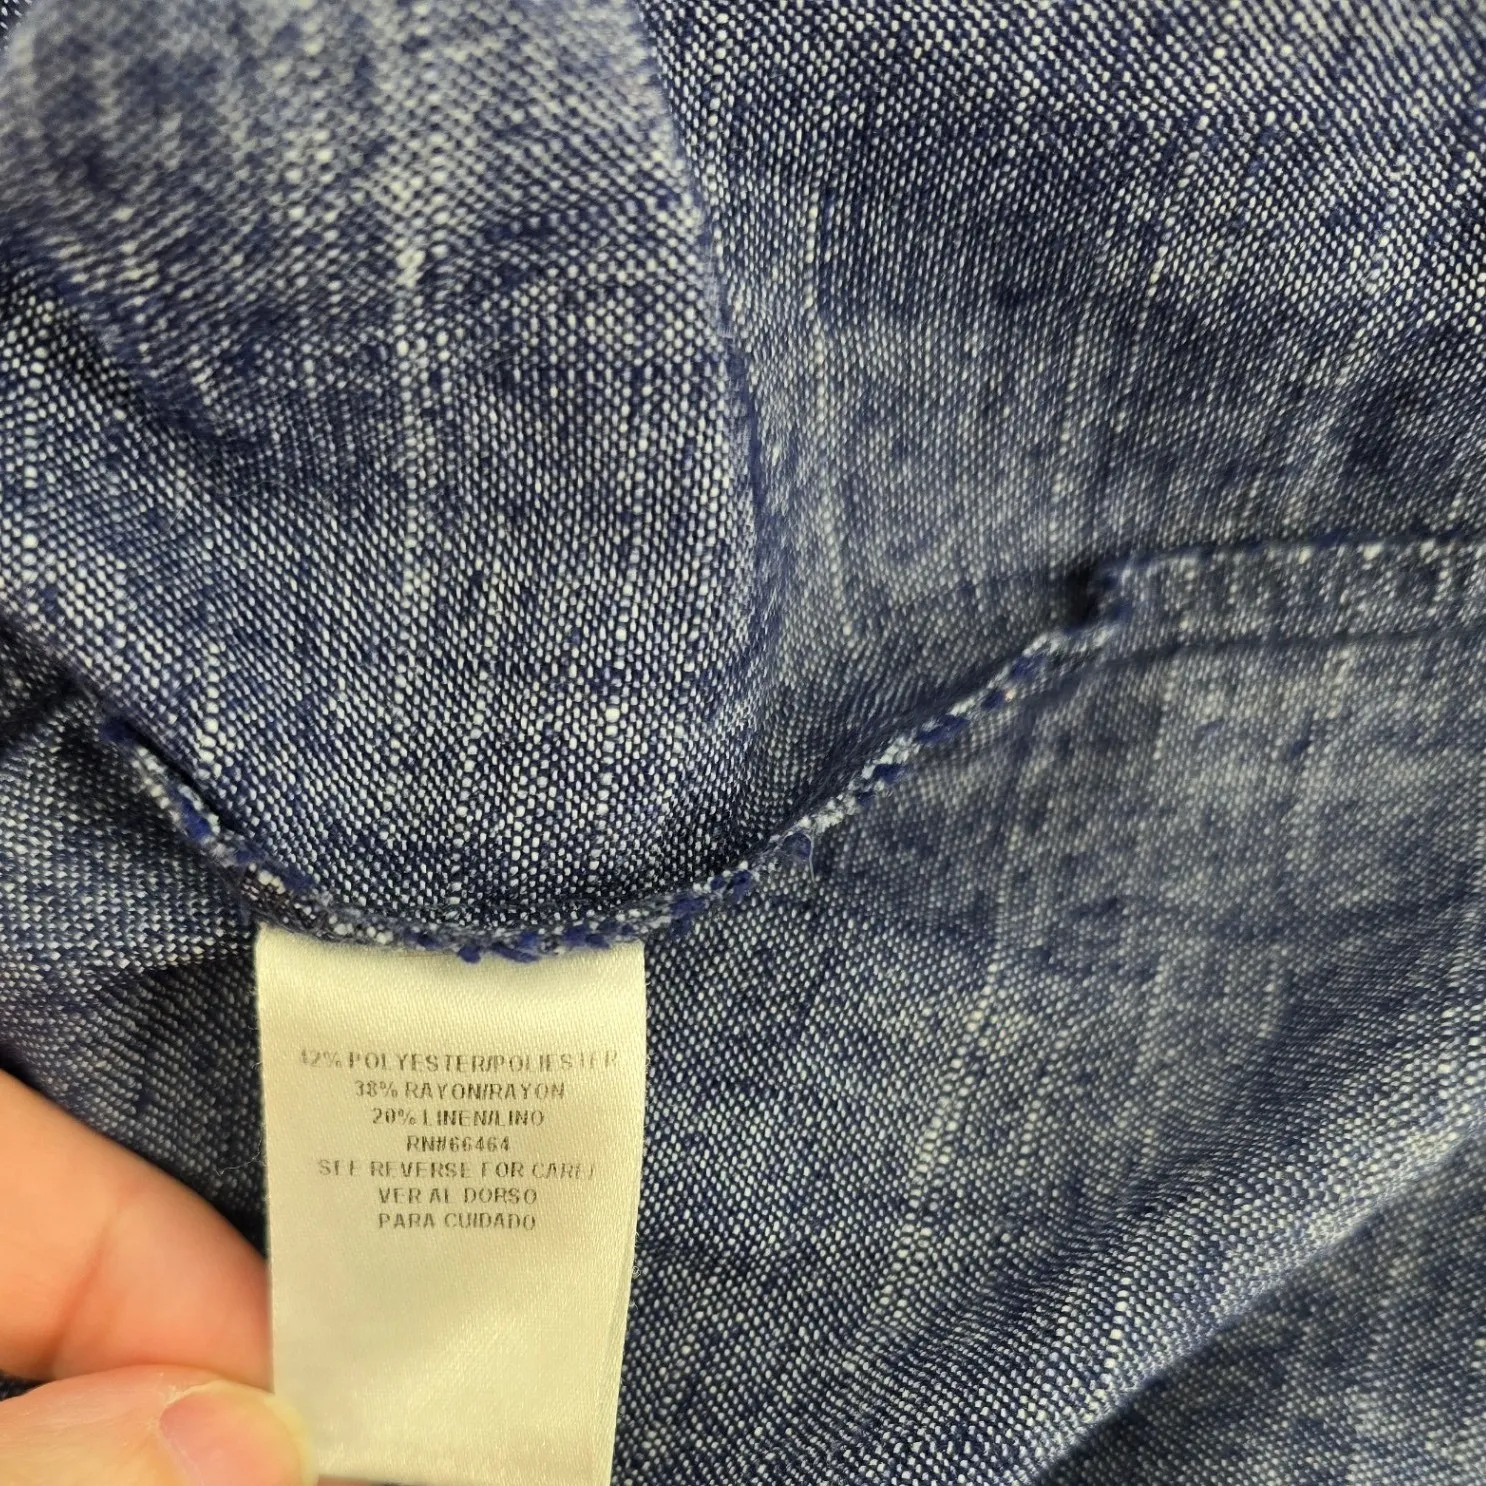 42% POLYESTER/POLIESTER
38% RAYON/RAYON
20% LINEN/LINO
RN#66464
SEE REVERSE FOR CARE/
VER AL DORSO
PARA CUIDADO